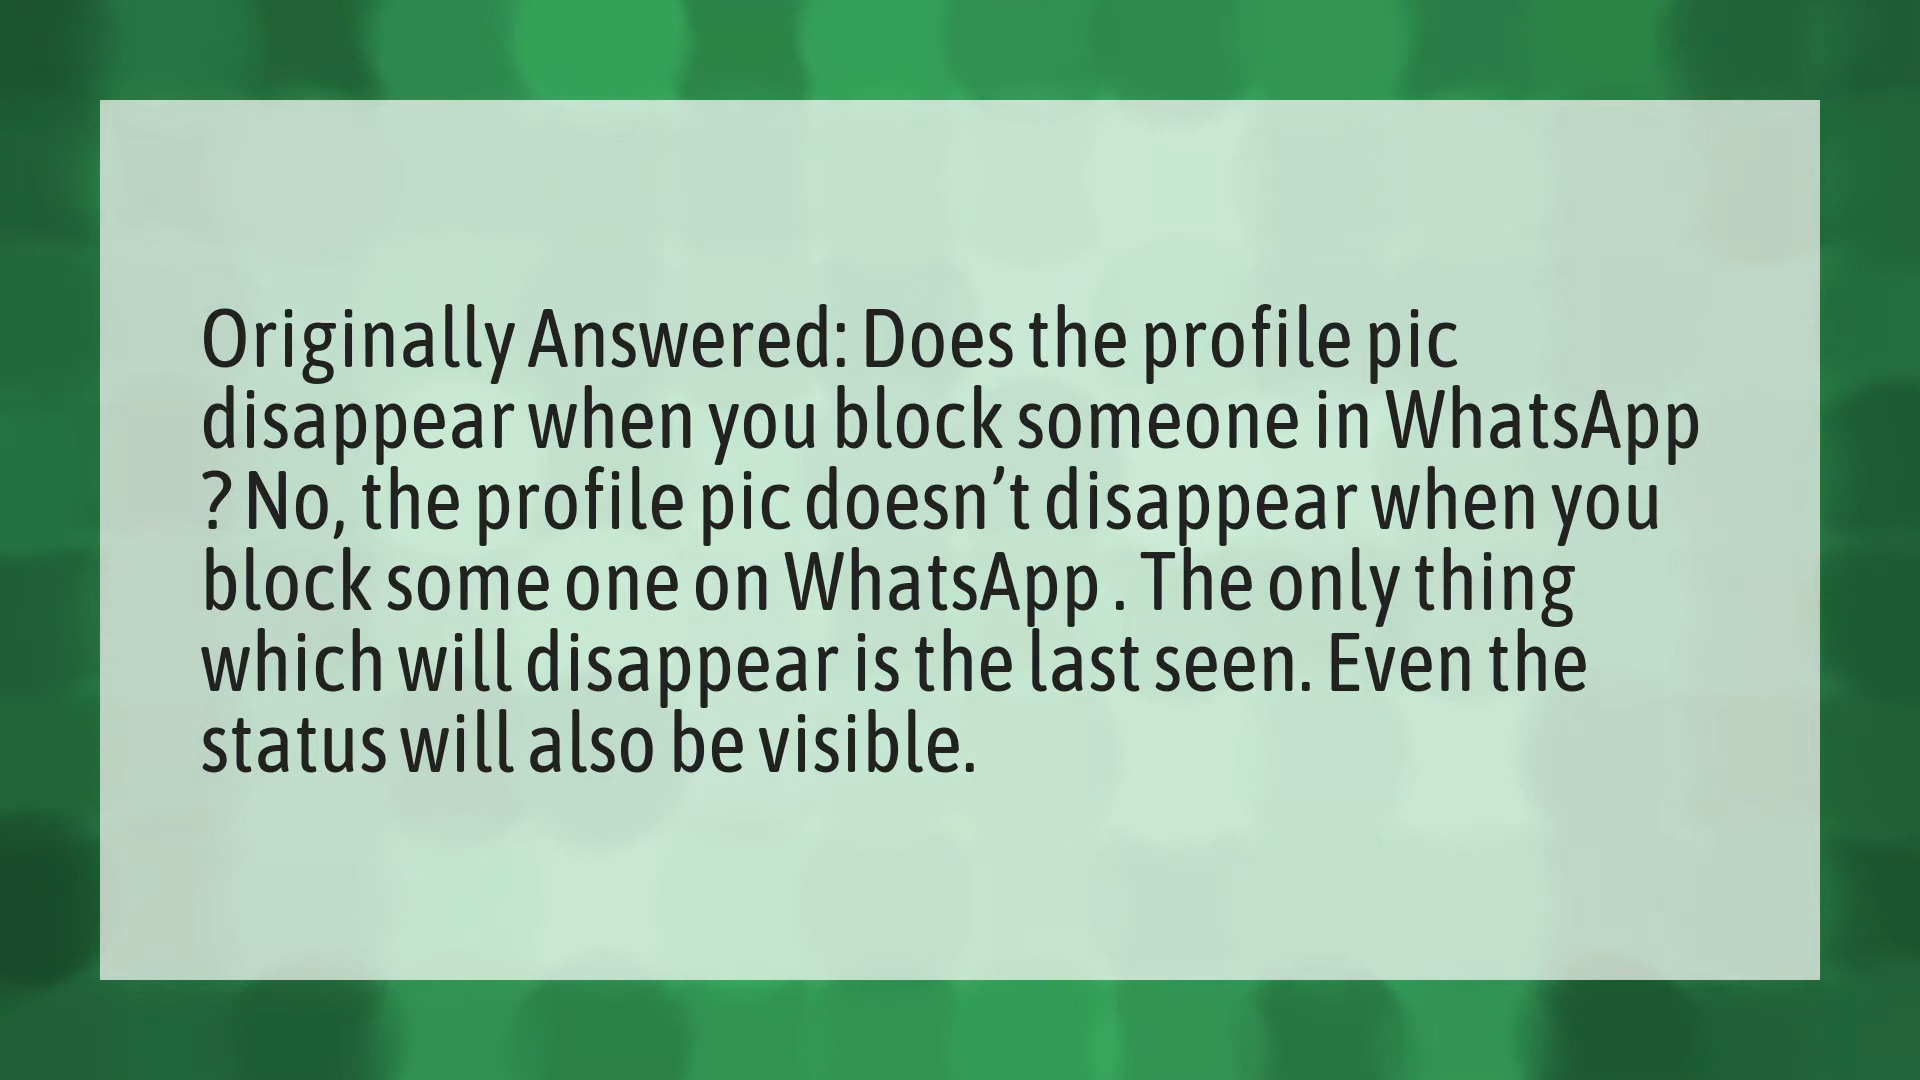 Originally Answered: Does the profile pic
disappear when you block someone in WhatsApp
? No, the profile pic doesn’t disappear when you
block some one on WhatsApp . The only thing
which will disappear is the last seen. Even the
status will also be visible.